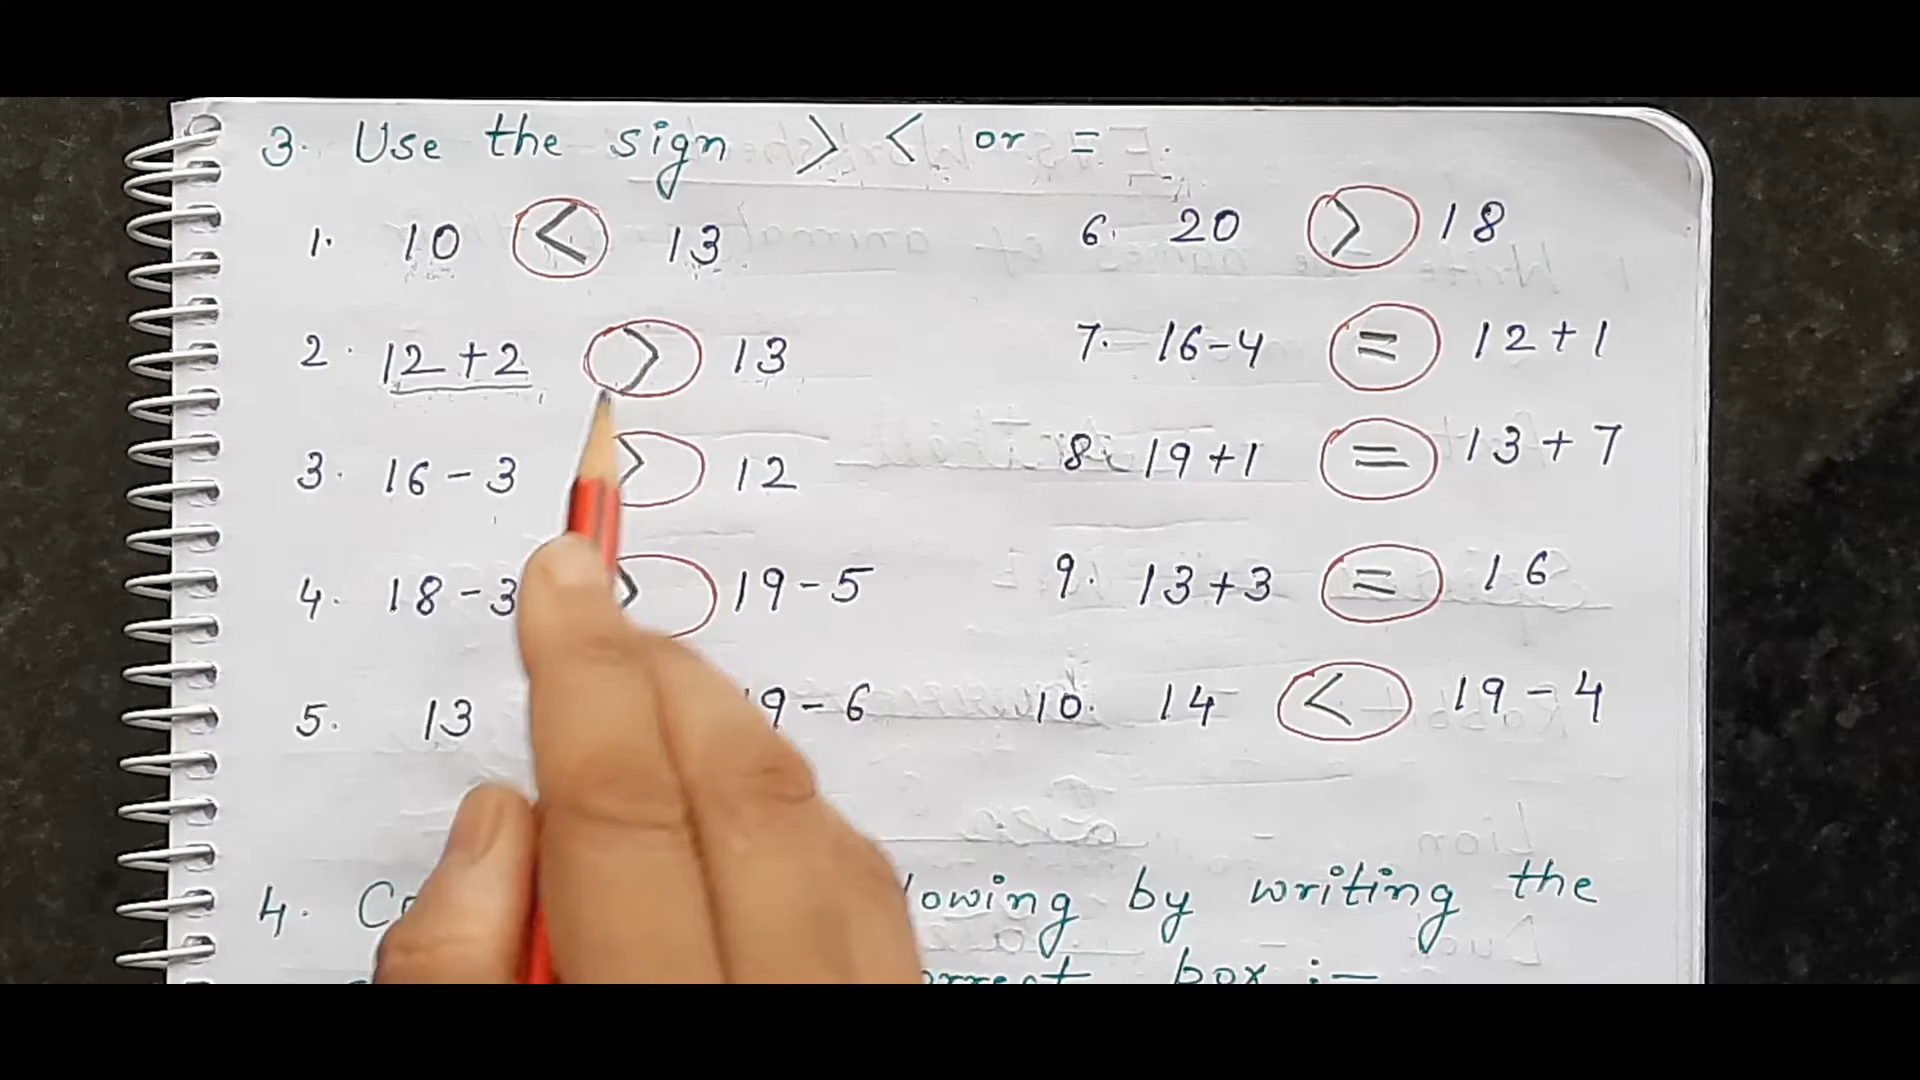 3. Use the sign > < or =
1. 10 < 13
2. 12+2 > 13
3. 16-3 > 12
4. 18-3 > 19-5
5. 13 9-6
6. 20 > 18
7. 16-4 = 12+1
8. 19+1 = 13+7
9. 13+3 = 16
10. 14 < 19-4
4. lowing by writing the
box :-